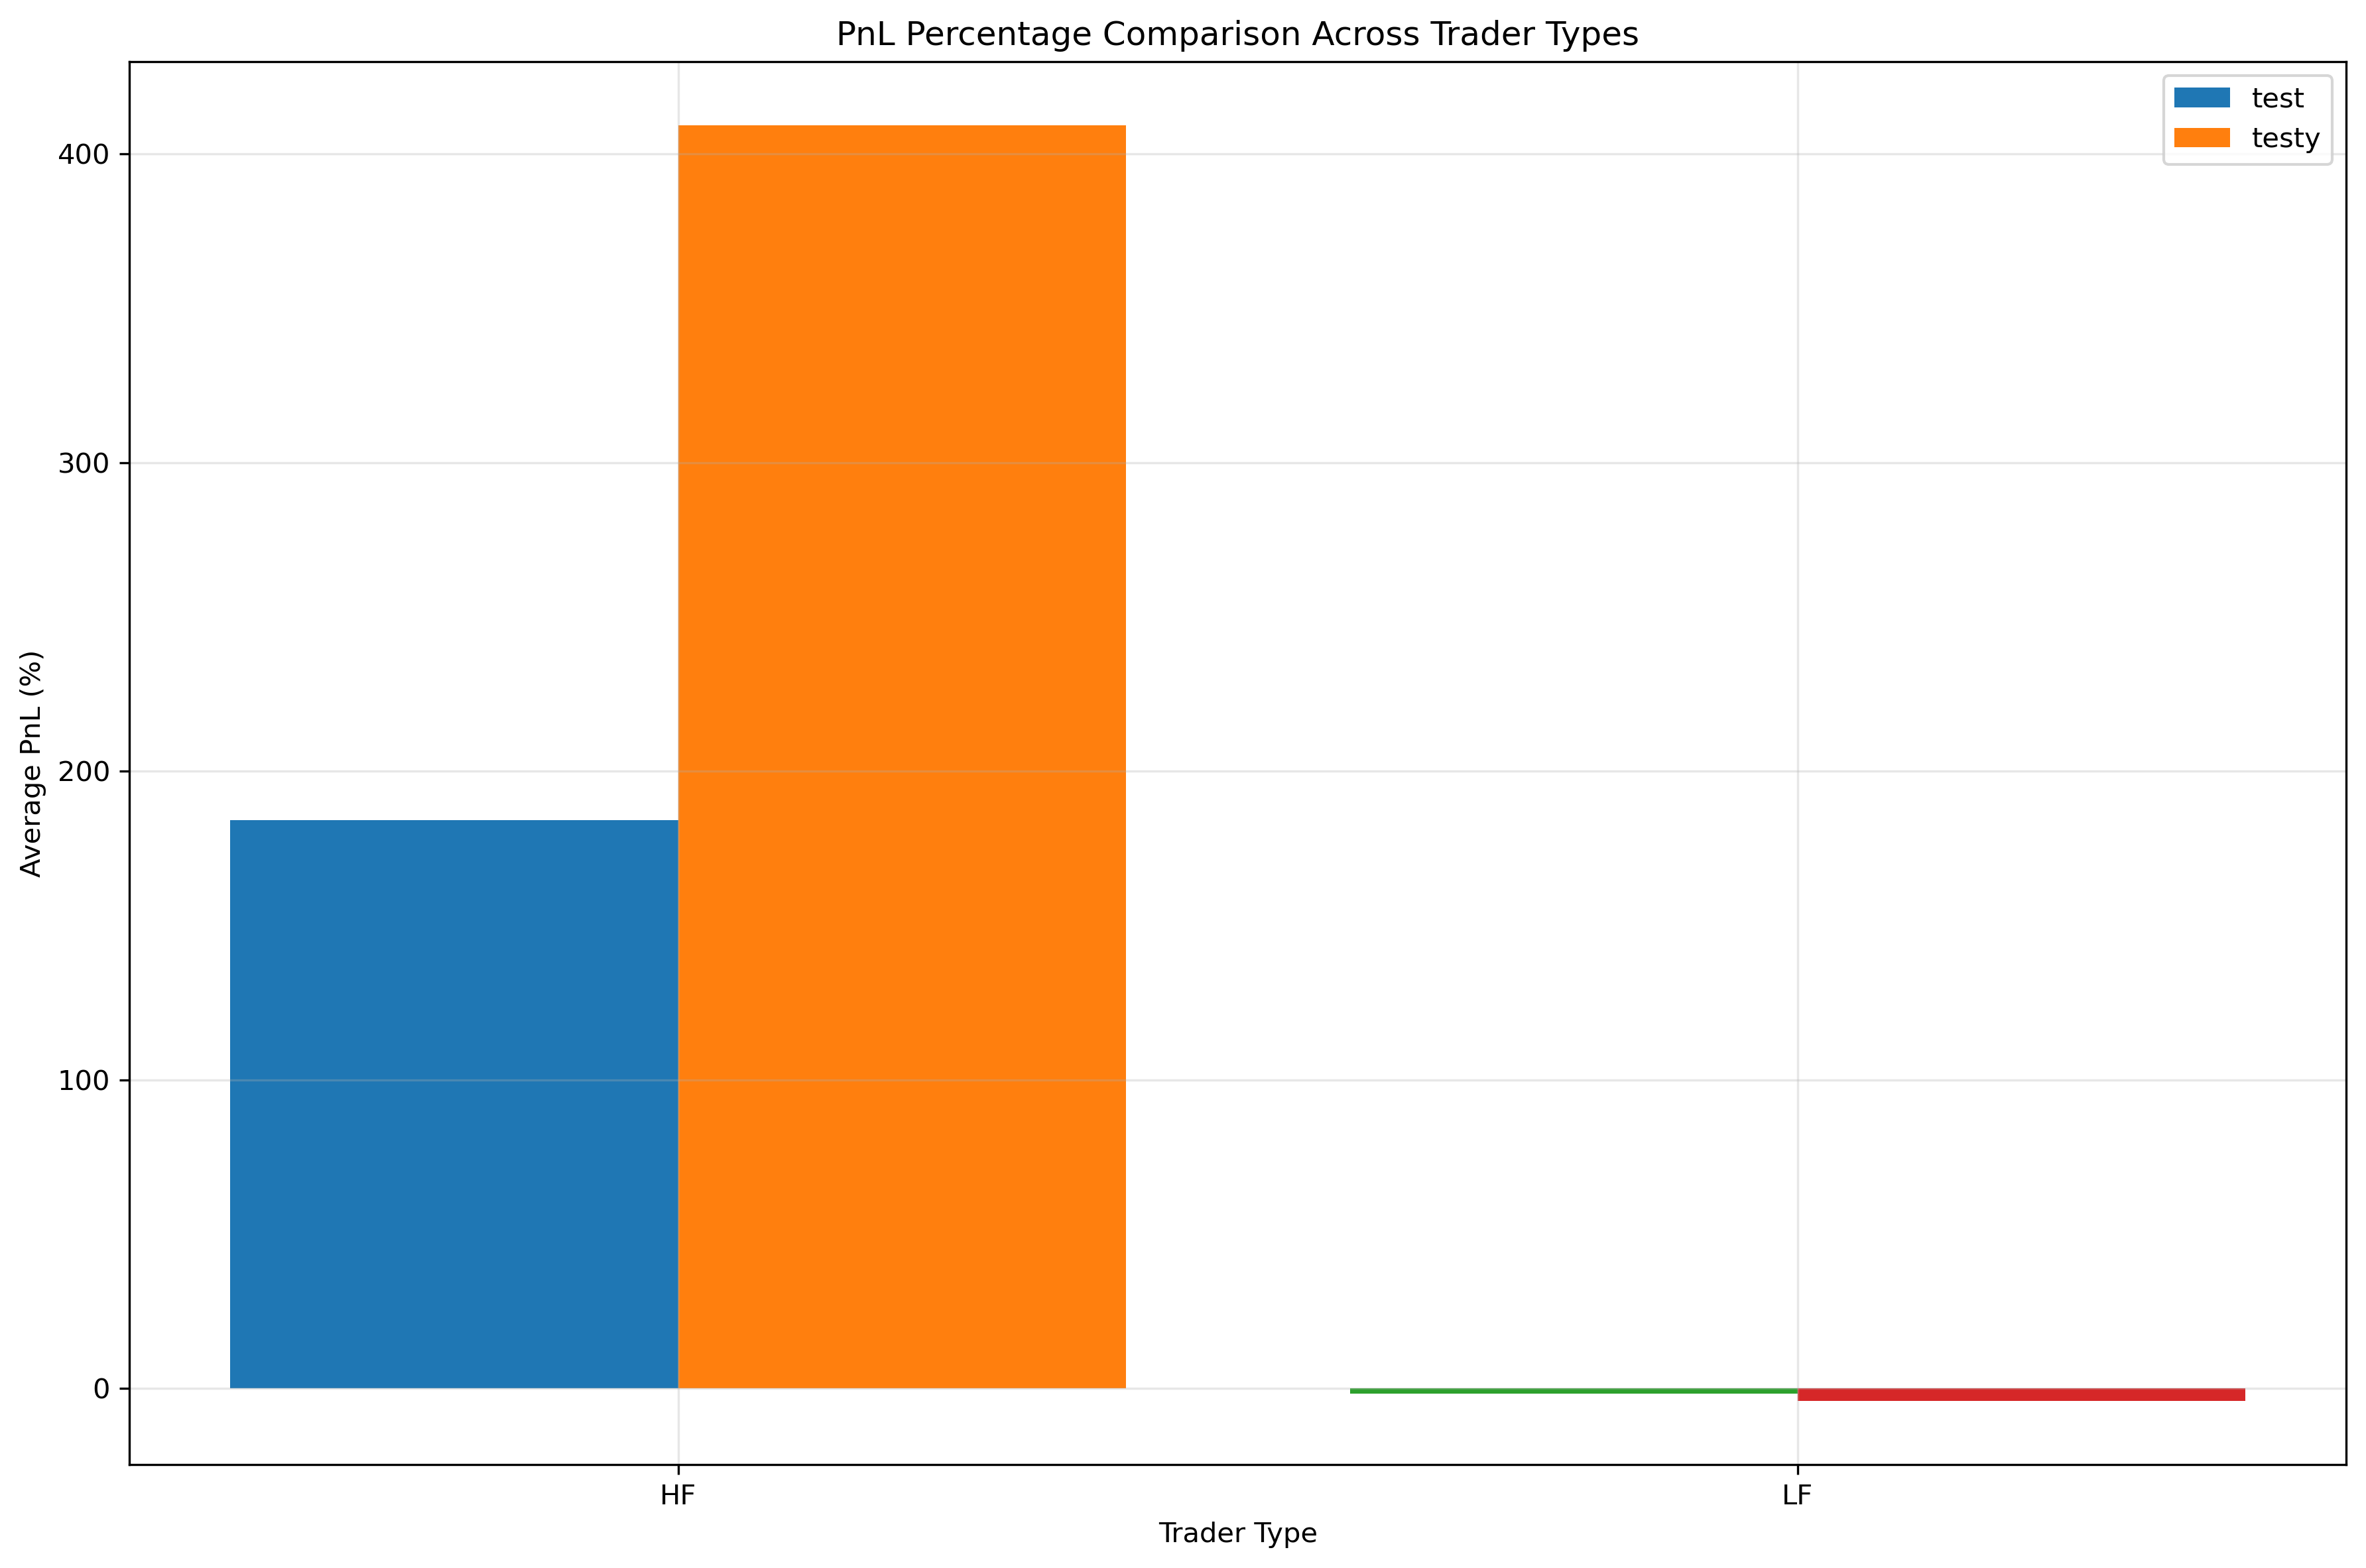 PnL Percentage Comparison Across Trader Types
test
testy
400
300
200
100
0
Average PnL (%)
HF
LF
Trader Type